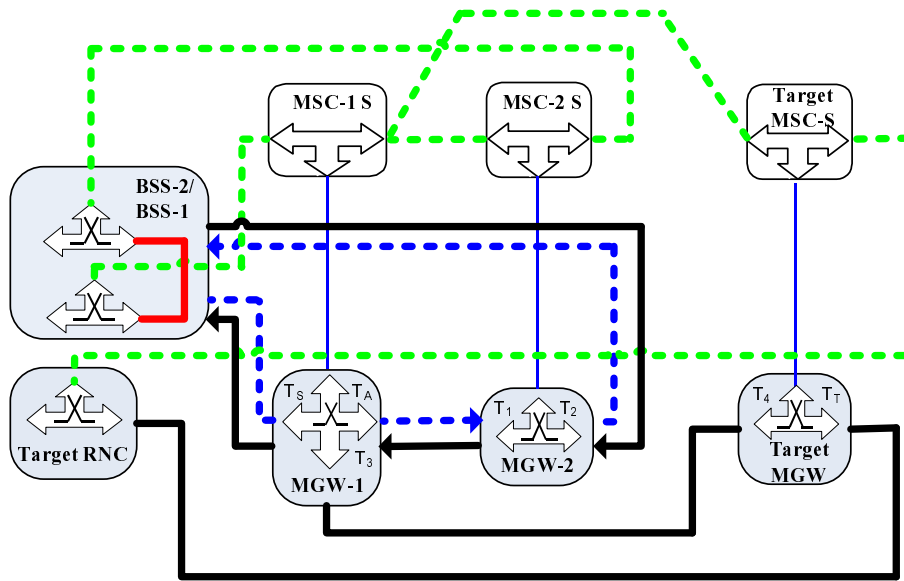 MSC-1 S
MSC-2 S
Target
MSC-S
BSS-2/
BSS-1
TS
TA
T3
MGW-1
T1
T2
MGW-2
T4
TT
Target
MGW
Target RNC